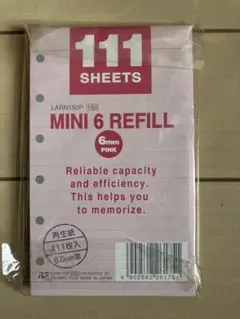 111
SHEETS
LARN150P
MINI 6 REFILL
6mm
PINK
Reliable capacity
and efficiency.
This helps you
to memorize.
再生紙
111枚入
6.0mm罫